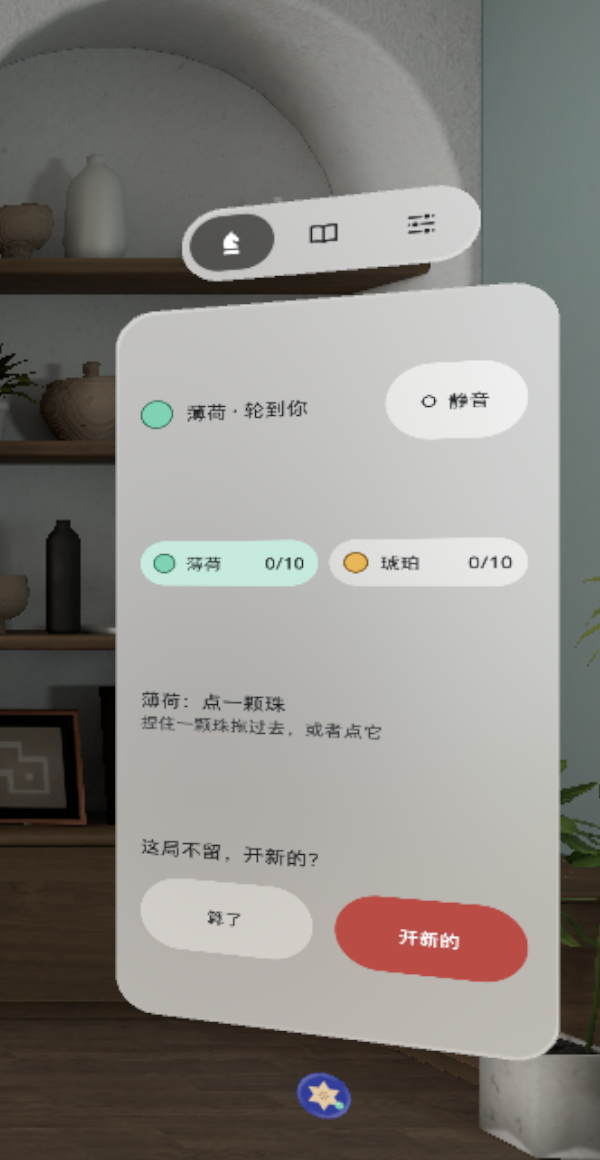 薄荷 · 轮到你
静音
薄荷 0/10
琥珀 0/10
薄荷：点一颗珠
捏住一颗珠拖过去，或者点它
这局不留，开新的？
算了
开新的